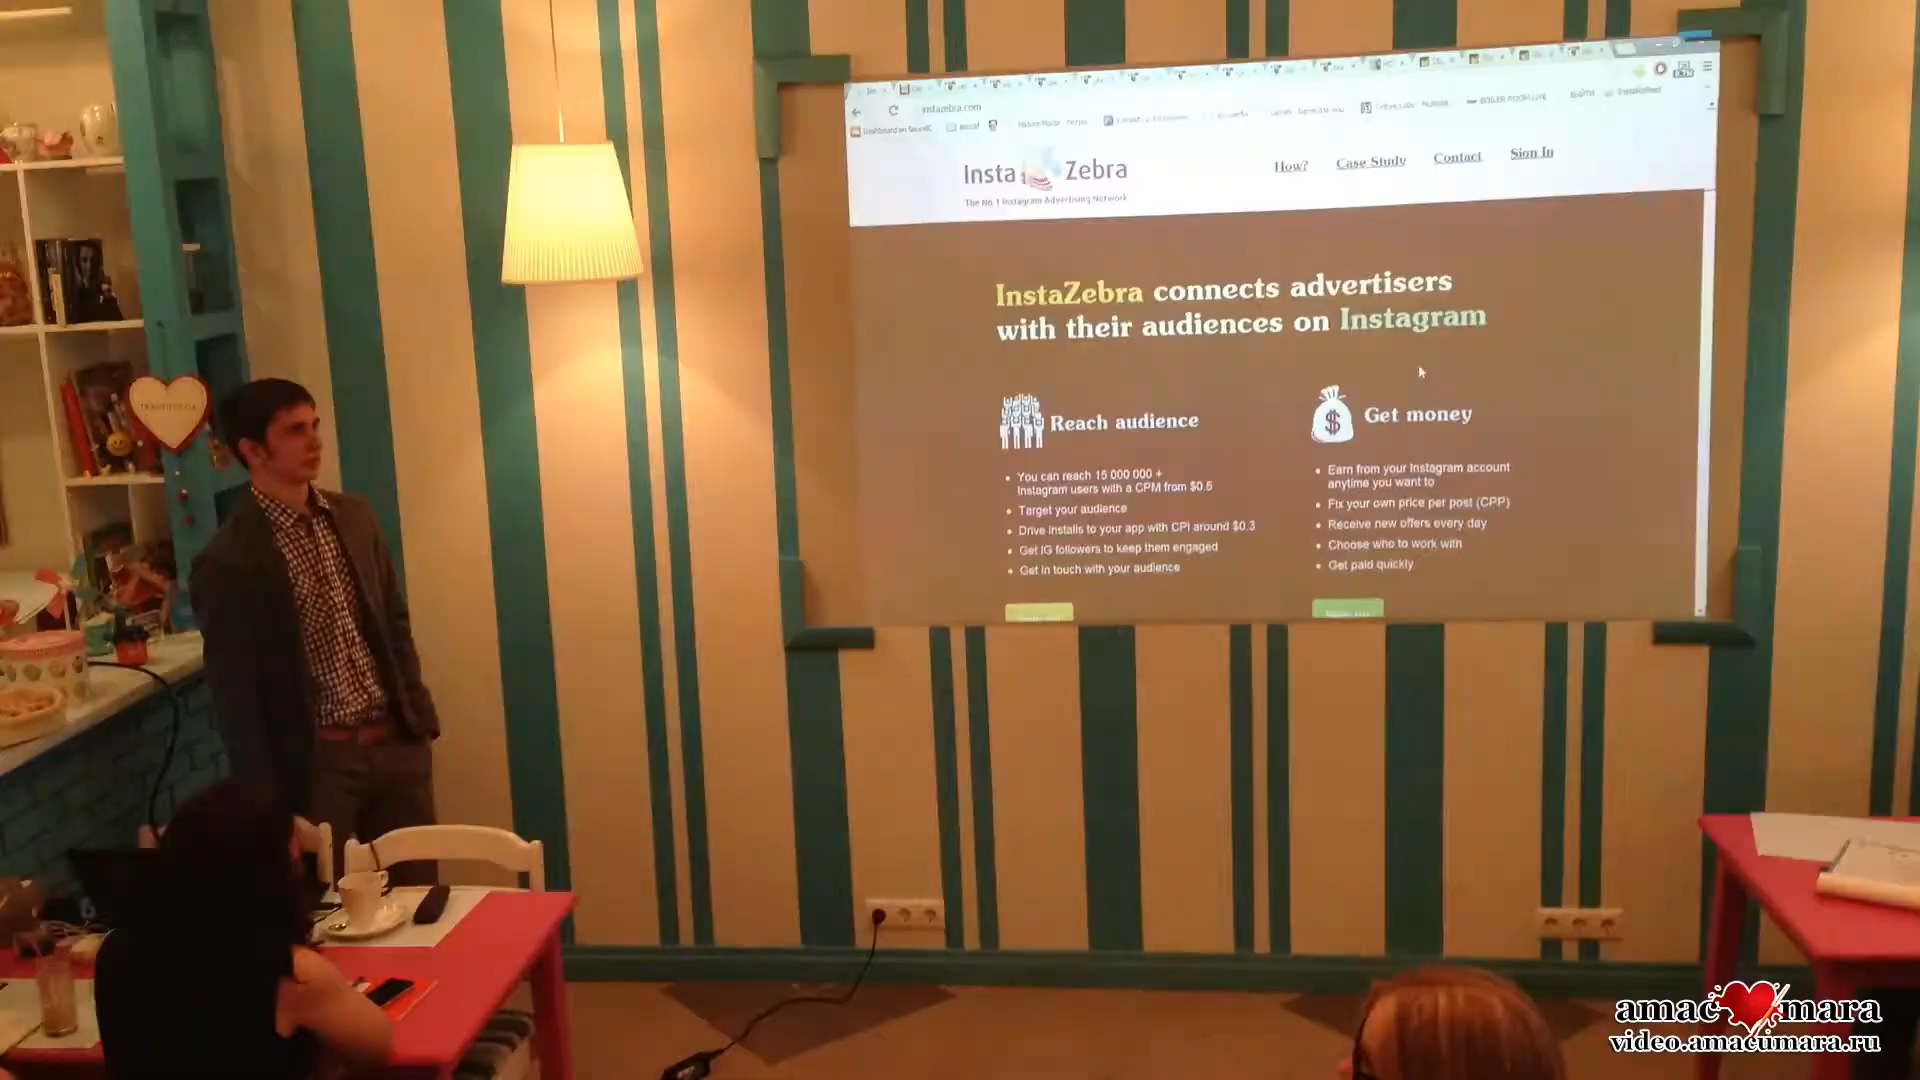 instazebra.com
Dashboard on SoundC
Insta Zebra
The No.1 Instagram Advertising Network
How? Case Study Contact Sign In
InstaZebra connects advertisers
with their audiences on Instagram
Reach audience
You can reach 15 000 000 +
Instagram users with a CPM from $0.5
Target your audience
Drive installs to your app with CPI around $0.3
Get IG followers to keep them engaged
Get in touch with your audience
Get money
Earn from your Instagram account
anytime you want to
Fix your own price per post (CPP)
Receive new offers every day
Choose who to work with
Get paid quickly
amacumara
video.amacumara.ru